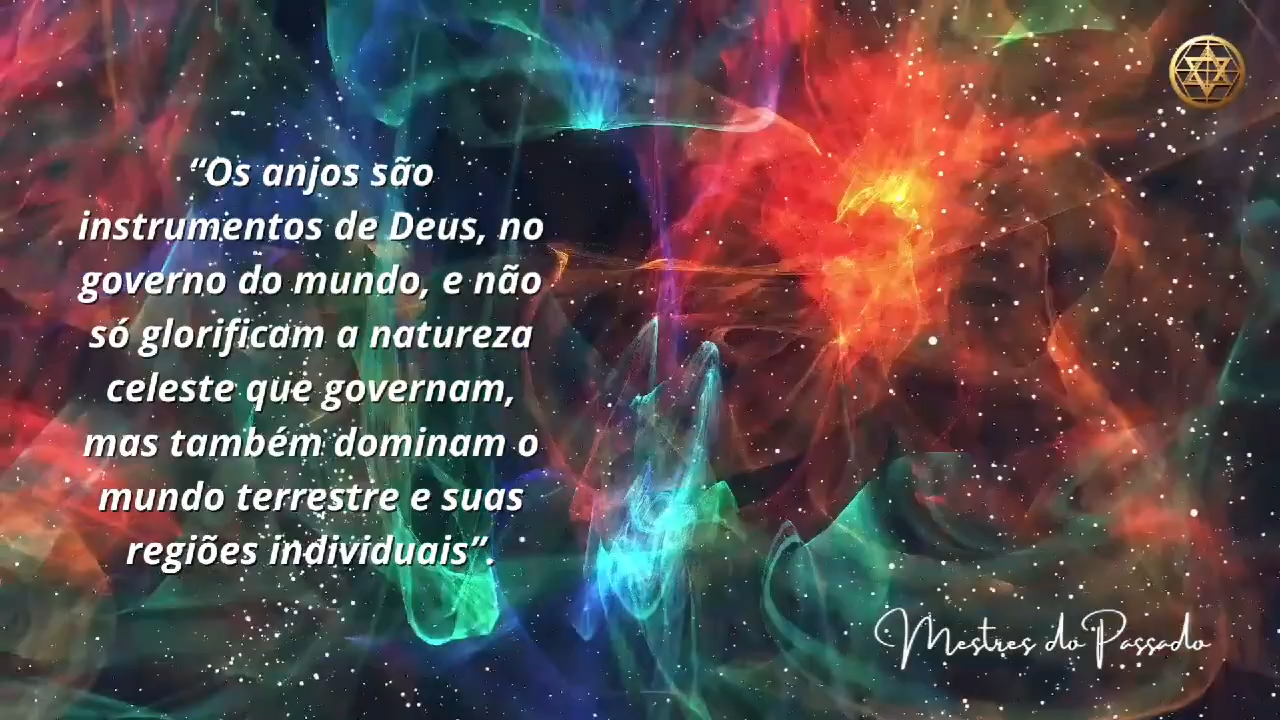 “Os anjos são
instrumentos de Deus, no
governo do mundo, e não
só glorificam a natureza
celeste que governam,
mas também dominam o
mundo terrestre e suas
regiões individuais”.
Mestres do Passado